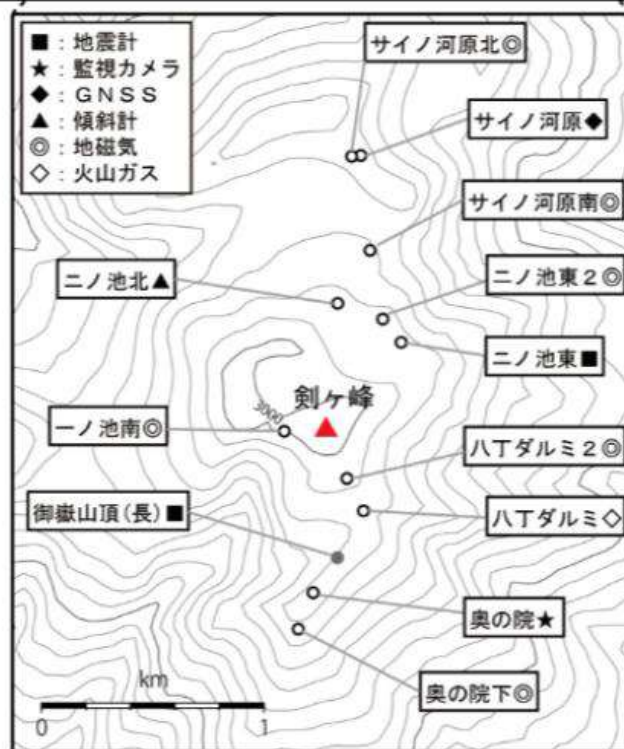 ■：地震計
★：監視カメラ
◆：ＧＮＳＳ
▲：傾斜計
◎：地磁気
◇：火山ガス
サイノ河原北◎
サイノ河原◆
サイノ河原南◎
二ノ池北▲
二ノ池東２◎
二ノ池東■
剣ヶ峰
3000
一ノ池南◎
八丁ダルミ２◎
御嶽山頂(長)■
八丁ダルミ◇
奥の院★
奥の院下◎
km
0 1